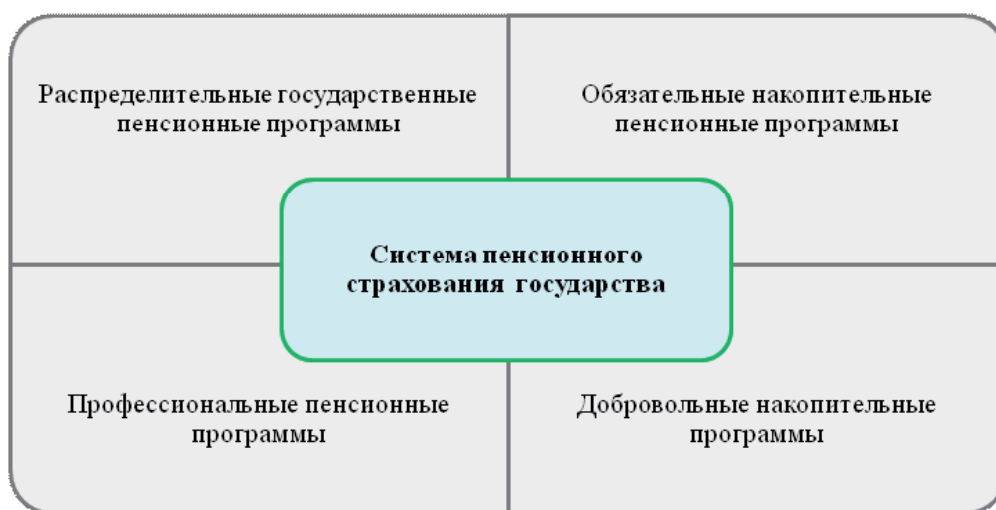 Распределительные государственные
пенсионные программы
Обязательные накопительные
пенсионные программы
Система пенсионного
страхования государства
Профессиональные пенсионные
программы
Добровольные накопительные
программы